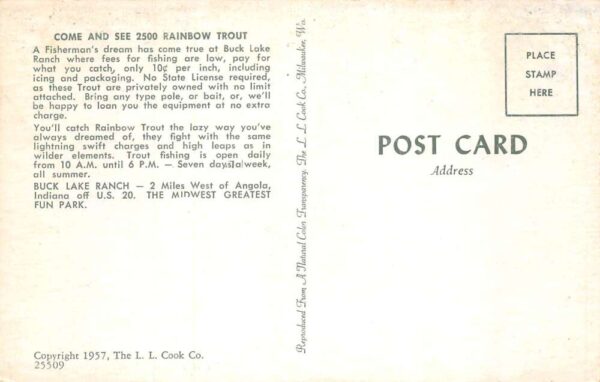 COME AND SEE 2500 RAINBOW TROUT
A Fisherman's dream has come true at Buck Lake
Ranch where fees for fishing are low, pay for
what you catch, only 10¢ per inch, including
icing and packaging. No State License required,
as these Trout are privately owned with no limit
attached. Bring any type pole, or bait, or, we'll
be happy to loan you the equipment at no extra
charge.
You'll catch Rainbow Trout the lazy way you've
always dreamed of, they fight with the same
lightning swift charges and high leaps as in
wilder elements. Trout fishing is open daily
from 10 A.M. until 6 P.M. — Seven days a week,
all summer.
BUCK LAKE RANCH — 2 Miles West of Angola,
Indiana off U.S. 20. THE MIDWEST GREATEST
FUN PARK.
Copyright 1957, The L. L. Cook Co.
25509
Reproduced From A Natural Color Transparency. The L. L. Cook Co., Milwaukee, Wis.
PLACE
STAMP
HERE
POST CARD
Address